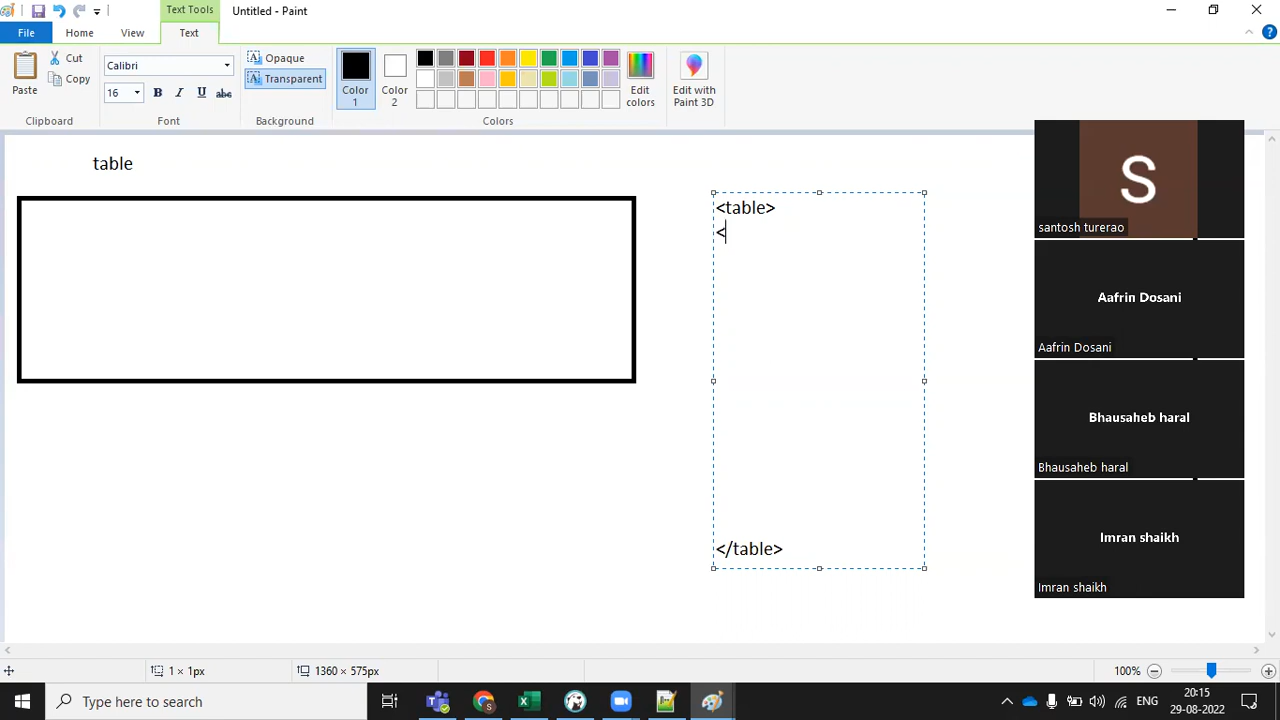 Text Tools
Untitled - Paint
File
Home
View
Text
Paste
Cut
Copy
Clipboard
Calibri
16
B
I
U
abc
Font
Opaque
Transparent
Background
Color
1
Color
2
Edit
colors
Colors
Edit with
Paint 3D
table
<table>
<
</table>
S
santosh turerao
Aafrin Dosani
Aafrin Dosani
Bhausaheb haral
Bhausaheb haral
Imran shaikh
Imran shaikh
1 × 1px
1360 × 575px
100%
Type here to search
ENG
20:15
29-08-2022